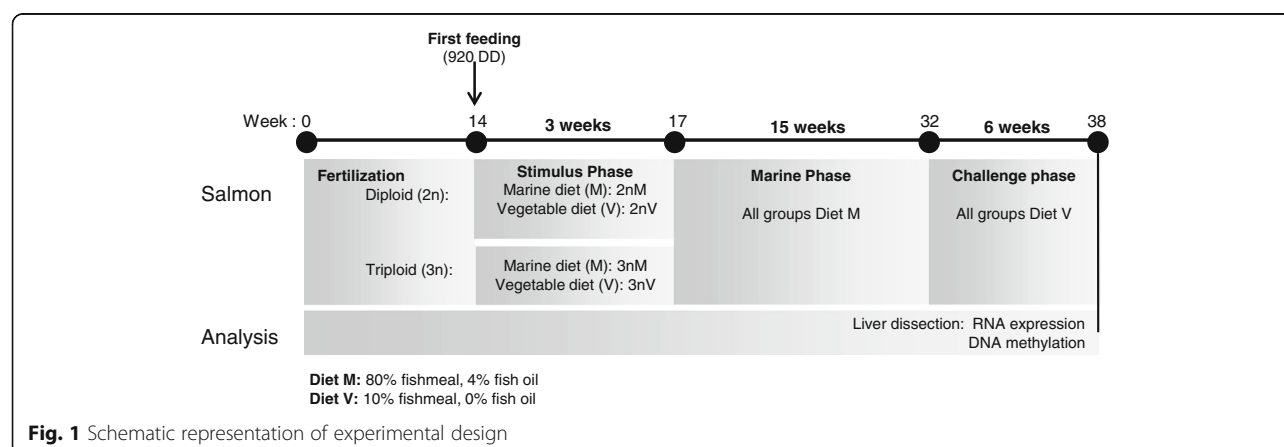 First feeding
(920 DD)
Week : 0 14 3 weeks 17 15 weeks 32 6 weeks 38
Salmon
Fertilization
Diploid (2n):
Triploid (3n):
Stimulus Phase
Marine diet (M): 2nM
Vegetable diet (V): 2nV
Marine diet (M): 3nM
Vegetable diet (V): 3nV
Marine Phase
All groups Diet M
Challenge phase
All groups Diet V
Analysis
Liver dissection: RNA expression
DNA methylation
Diet M: 80% fishmeal, 4% fish oil
Diet V: 10% fishmeal, 0% fish oil
Fig. 1 Schematic representation of experimental design